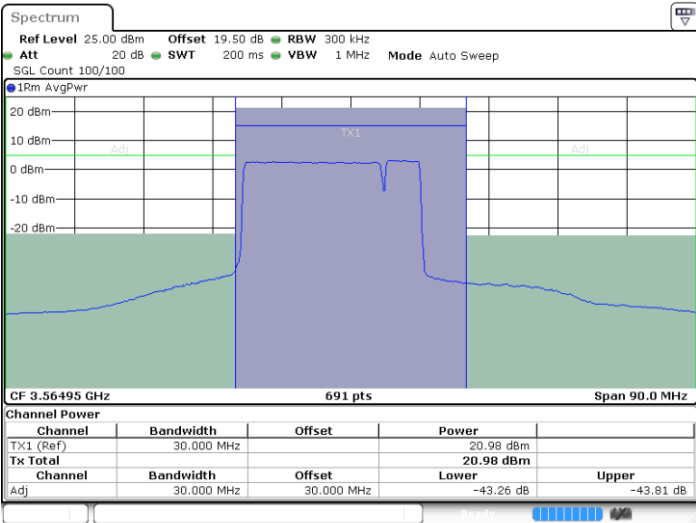 Spectrum
Ref Level 25.00 dBm Offset 19.50 dB RBW 300 kHz
Att 20 dB SWT 200 ms VBW 1 MHz Mode Auto Sweep
SGL Count 100/100
1Rm AvgPwr
20 dBm
TX1
10 dBm
Adj Adj
0 dBm
-10 dBm
-20 dBm
CF 3.56495 GHz 691 pts Span 90.0 MHz
Channel Power
Channel Bandwidth Offset Power
TX1 (Ref) 30.000 MHz 20.98 dBm
Tx Total 20.98 dBm
Channel Bandwidth Offset Lower Upper
Adj 30.000 MHz 30.000 MHz -43.26 dB -43.81 dB
Ready